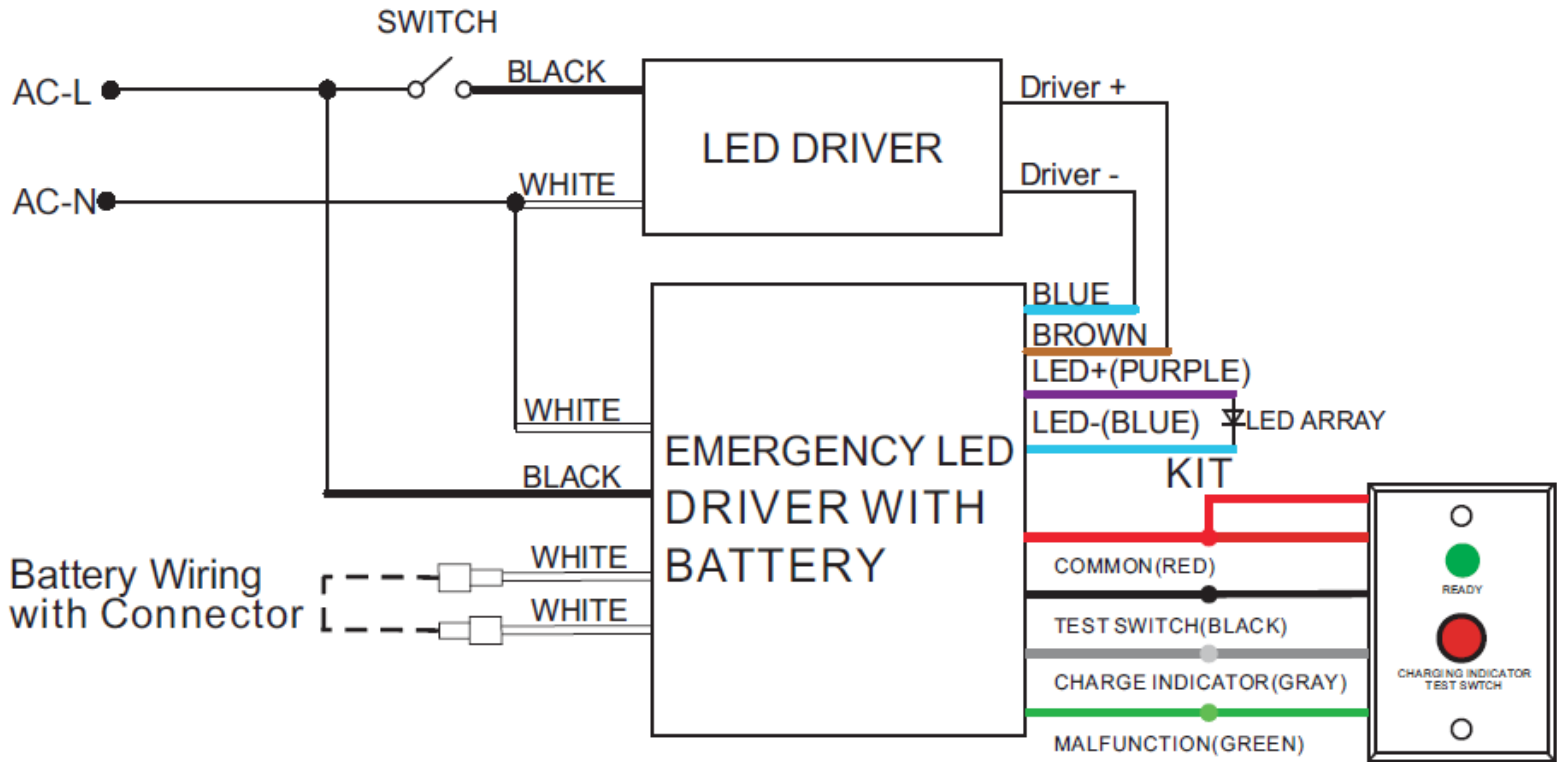 SWITCH
AC-L
BLACK
Driver +
LED DRIVER
AC-N
WHITE
Driver -
BLUE
BROWN
LED+(PURPLE)
WHITE
LED-(BLUE)
LED ARRAY
EMERGENCY LED
DRIVER WITH
BATTERY
BLACK
KIT
Battery Wiring
with Connector
WHITE
WHITE
COMMON(RED)
TEST SWITCH(BLACK)
CHARGE INDICATOR(GRAY)
MALFUNCTION(GREEN)
READY
CHARGING INDICATOR
TEST SWTCH